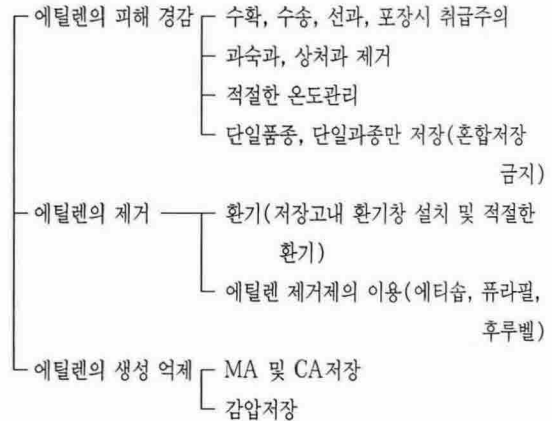 에틸렌의 피해 경감
수확, 수송, 선과, 포장시 취급주의
과숙과, 상처과 제거
적절한 온도관리
단일품종, 단일과종만 저장(혼합저장
금지)
에틸렌의 제거
환기(저장고내 환기창 설치 및 적절한
환기)
에틸렌 제거제의 이용(에티솝, 퓨라필,
후루벨)
에틸렌의 생성 억제
MA 및 CA저장
감압저장